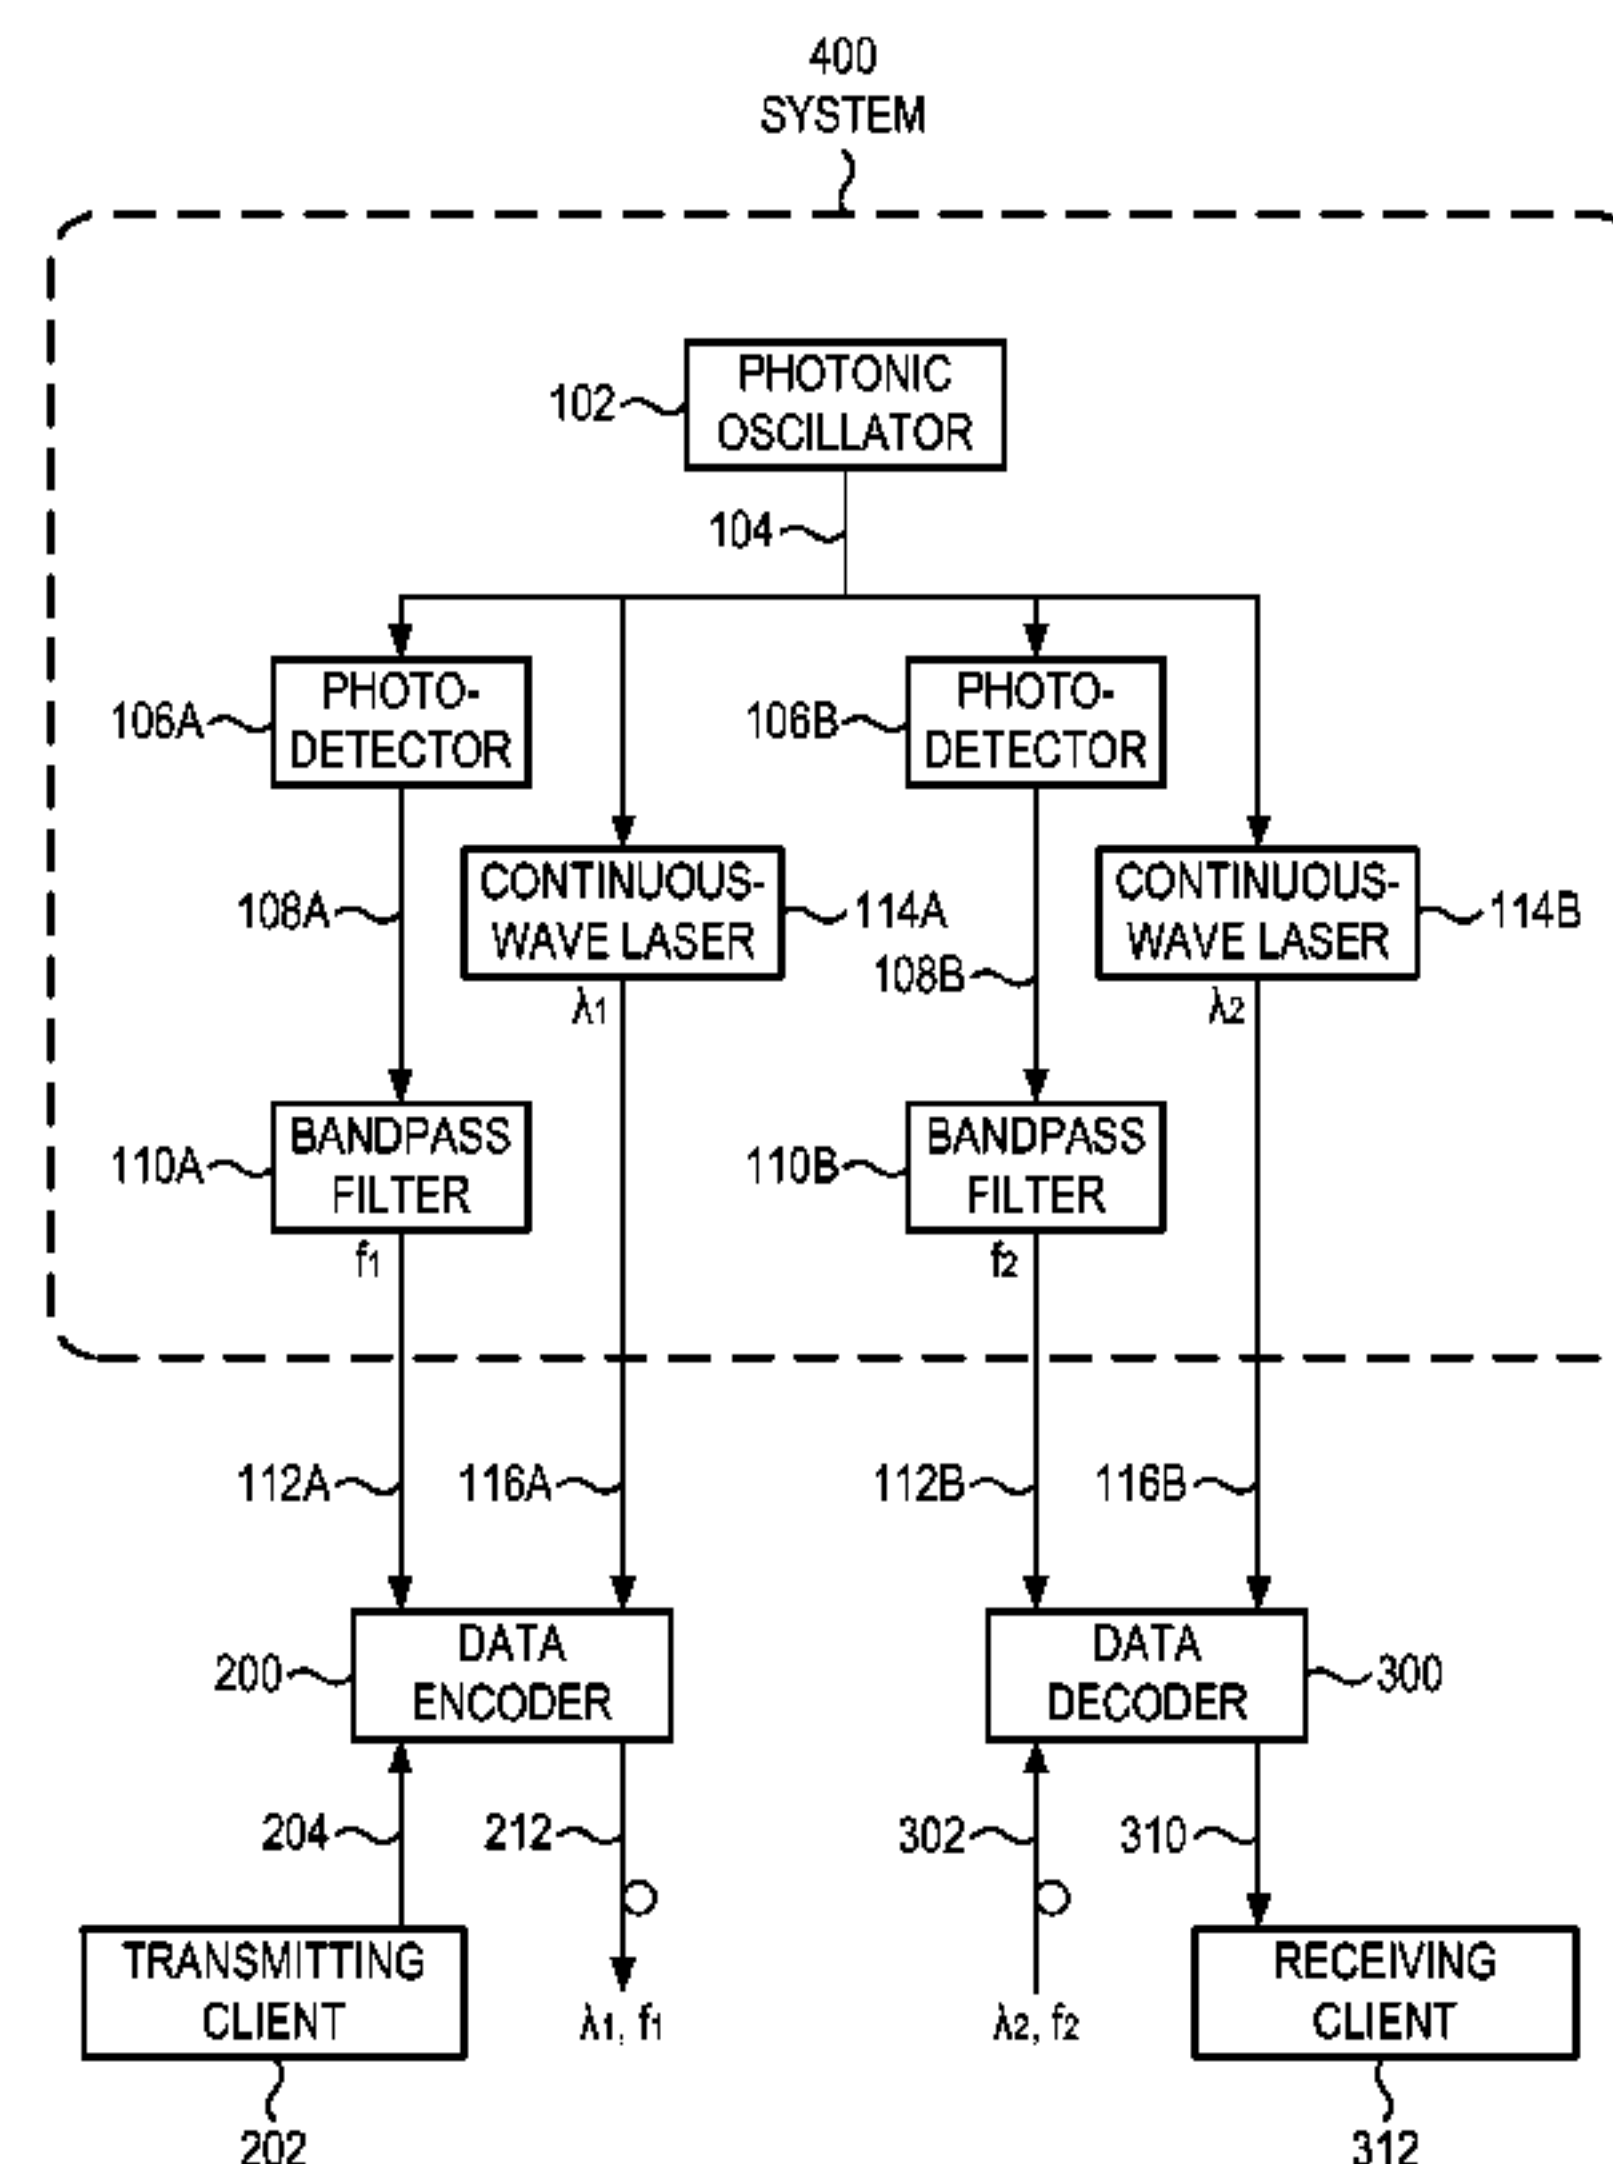 400
SYSTEM
PHOTONIC
OSCILLATOR
102
104
PHOTO-
DETECTOR
106A
PHOTO-
DETECTOR
106B
CONTINUOUS-
WAVE LASER
114A
CONTINUOUS-
WAVE LASER
114B
108A
108B
λ1
λ2
BANDPASS
FILTER
110A
BANDPASS
FILTER
110B
f1
f2
112A
116A
112B
116B
DATA
ENCODER
200
DATA
DECODER
300
204
212
302
310
TRANSMITTING
CLIENT
λ1, f1
λ2, f2
RECEIVING
CLIENT
202
312